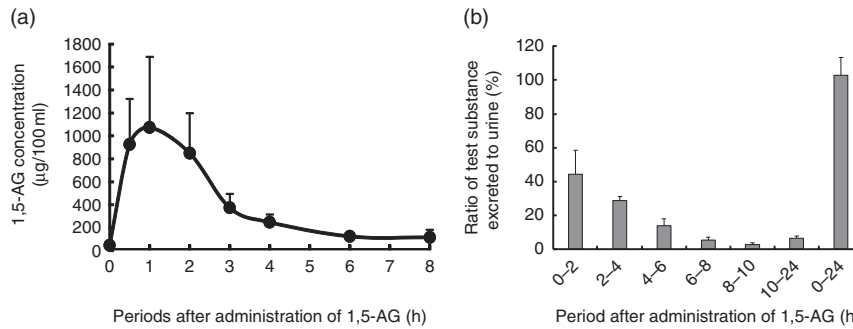 (a)
1,5-AG concentration
(µg/100 ml)
1800
1600
1400
1200
1000
800
600
400
200
0
0 1 2 3 4 5 6 7 8
Periods after administration of 1,5-AG (h)
(b)
Ratio of test substance
excreted to urine (%)
120
100
80
60
40
20
0
0–2
2–4
4–6
6–8
8–10
10–24
0–24
Period after administration of 1,5-AG (h